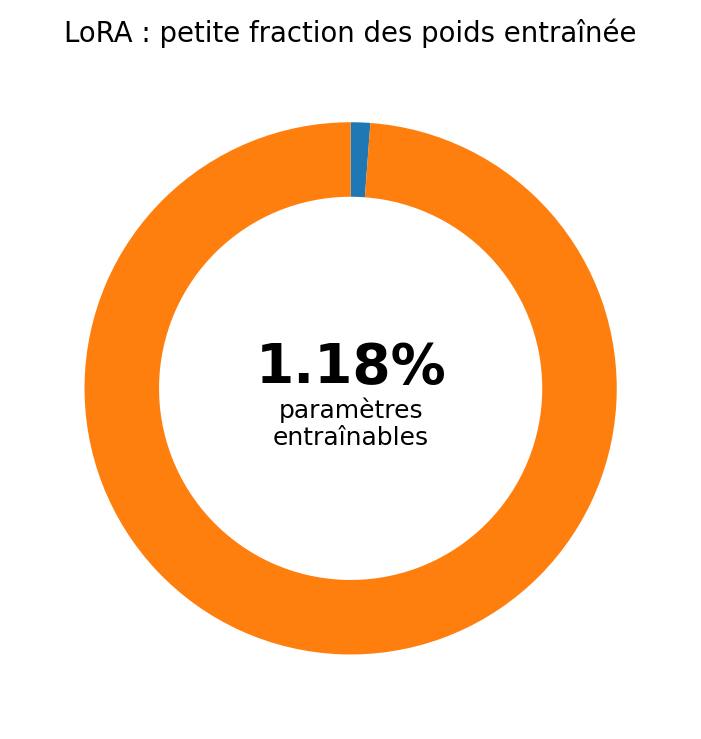 LoRA : petite fraction des poids entraînée
1.18%
paramètres
entraînables